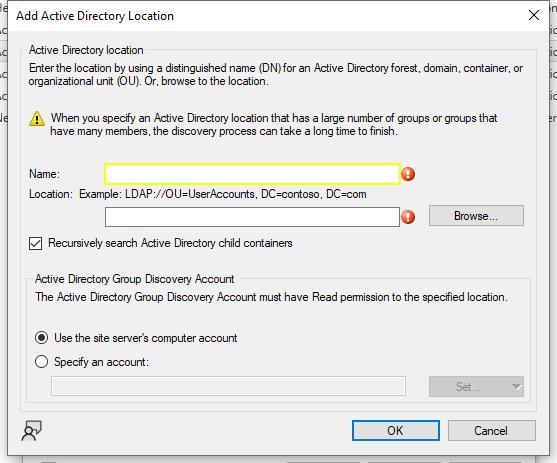 Add Active Directory Location
Active Directory location
Enter the location by using a distinguished name (DN) for an Active Directory forest, domain, container, or
organizational unit (OU). Or, browse to the location.
When you specify an Active Directory location that has a large number of groups or groups that
have many members, the discovery process can take a long time to finish.
Name:
Location: Example: LDAP://OU=UserAccounts, DC=contoso, DC=com
Browse...
Recursively search Active Directory child containers
Active Directory Group Discovery Account
The Active Directory Group Discovery Account must have Read permission to the specified location.
Use the site server's computer account
Specify an account:
Set...
OK
Cancel